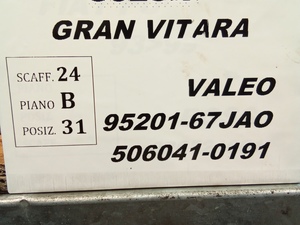 GRAN VITARA
SCAFF. 24
PIANO B
POSIZ. 31
VALEO
95201-67JAO
506041-0191